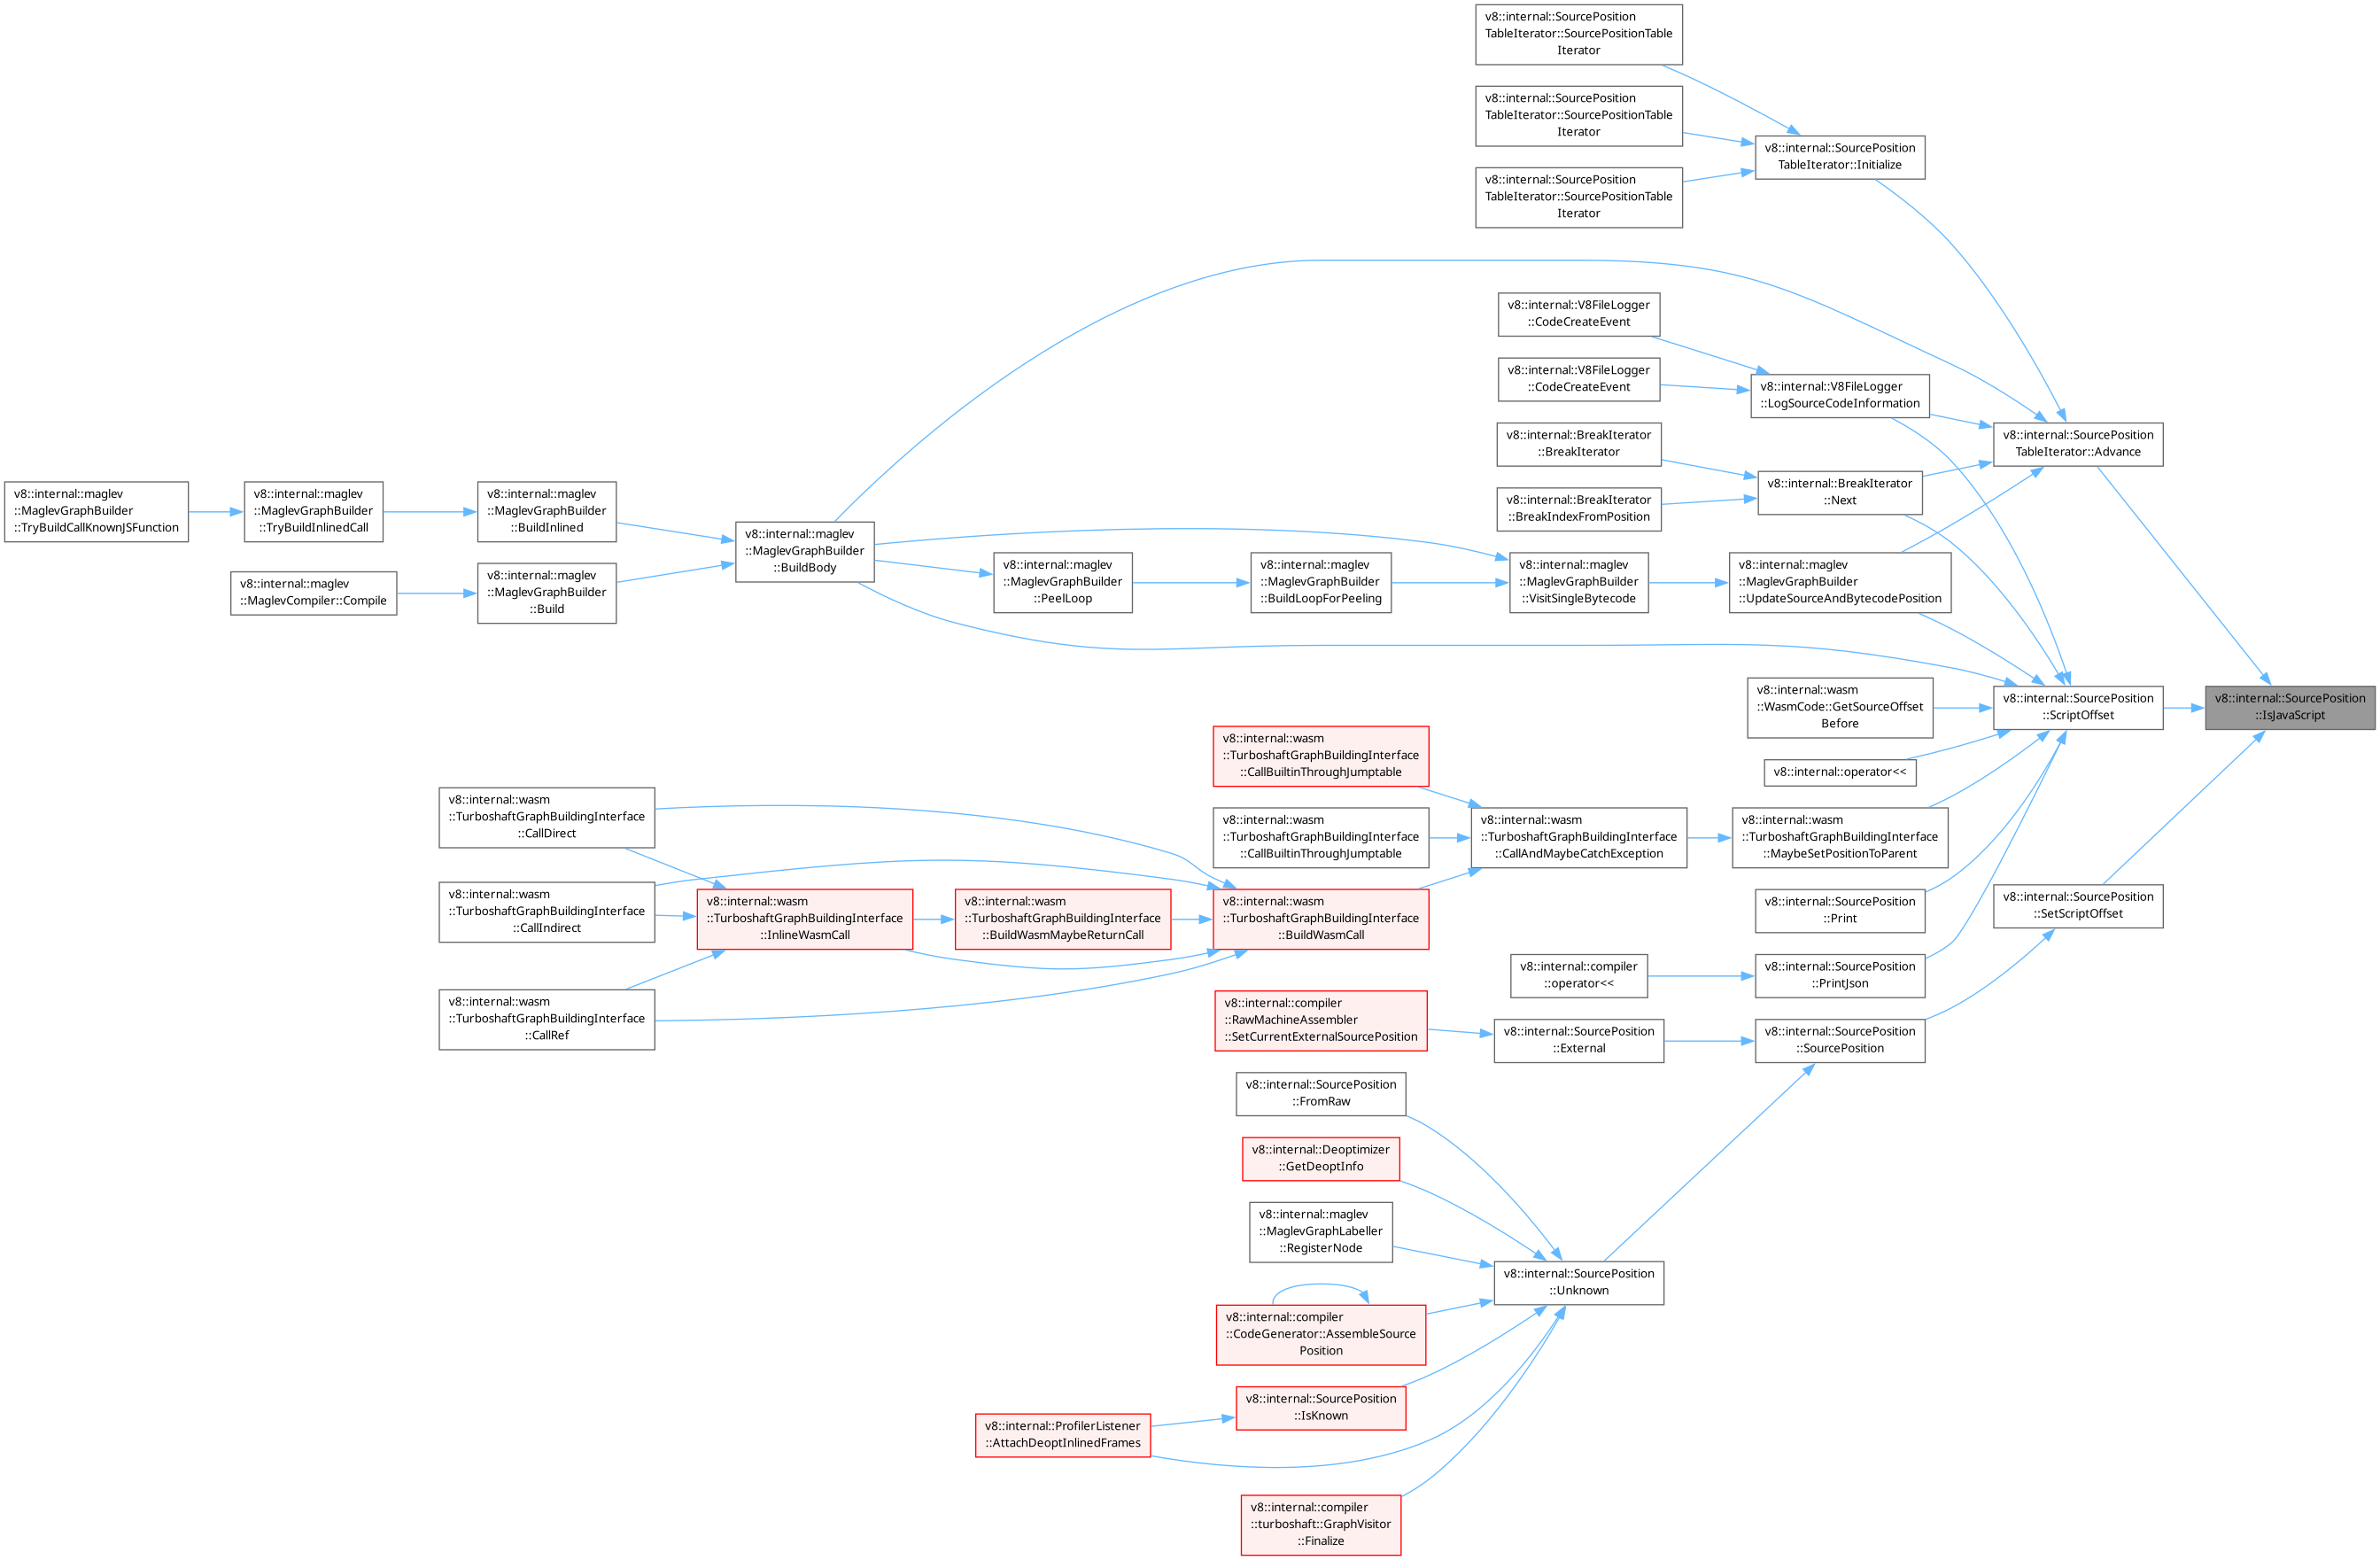 v8::internal::SourcePosition
TableIterator::SourcePositionTable
Iterator
v8::internal::SourcePosition
TableIterator::SourcePositionTable
Iterator
v8::internal::SourcePosition
TableIterator::Initialize
v8::internal::SourcePosition
TableIterator::SourcePositionTable
Iterator
v8::internal::V8FileLogger
::CodeCreateEvent
v8::internal::V8FileLogger
::CodeCreateEvent
v8::internal::V8FileLogger
::LogSourceCodeInformation
v8::internal::BreakIterator
::BreakIterator
v8::internal::SourcePosition
TableIterator::Advance
v8::internal::maglev
::MaglevGraphBuilder
::TryBuildCallKnownJSFunction
v8::internal::maglev
::MaglevGraphBuilder
::TryBuildInlinedCall
v8::internal::maglev
::MaglevGraphBuilder
::BuildInlined
v8::internal::BreakIterator
::BreakIndexFromPosition
v8::internal::BreakIterator
::Next
v8::internal::maglev
::MaglevGraphBuilder
::BuildBody
v8::internal::maglev
::MaglevCompiler::Compile
v8::internal::maglev
::MaglevGraphBuilder
::Build
v8::internal::maglev
::MaglevGraphBuilder
::PeelLoop
v8::internal::maglev
::MaglevGraphBuilder
::BuildLoopForPeeling
v8::internal::maglev
::MaglevGraphBuilder
::VisitSingleBytecode
v8::internal::maglev
::MaglevGraphBuilder
::UpdateSourceAndBytecodePosition
v8::internal::wasm
::WasmCode::GetSourceOffset
Before
v8::internal::SourcePosition
::ScriptOffset
v8::internal::SourcePosition
::IsJavaScript
v8::internal::wasm
::TurboshaftGraphBuildingInterface
::CallBuiltinThroughJumptable
v8::internal::operator<<
v8::internal::wasm
::TurboshaftGraphBuildingInterface
::CallDirect
v8::internal::wasm
::TurboshaftGraphBuildingInterface
::CallBuiltinThroughJumptable
v8::internal::wasm
::TurboshaftGraphBuildingInterface
::CallAndMaybeCatchException
v8::internal::wasm
::TurboshaftGraphBuildingInterface
::MaybeSetPositionToParent
v8::internal::wasm
::TurboshaftGraphBuildingInterface
::CallIndirect
v8::internal::wasm
::TurboshaftGraphBuildingInterface
::InlineWasmCall
v8::internal::wasm
::TurboshaftGraphBuildingInterface
::BuildWasmMaybeReturnCall
v8::internal::wasm
::TurboshaftGraphBuildingInterface
::BuildWasmCall
v8::internal::SourcePosition
::Print
v8::internal::SourcePosition
::SetScriptOffset
v8::internal::compiler
::operator<<
v8::internal::SourcePosition
::PrintJson
v8::internal::wasm
::TurboshaftGraphBuildingInterface
::CallRef
v8::internal::compiler
::RawMachineAssembler
::SetCurrentExternalSourcePosition
v8::internal::SourcePosition
::External
v8::internal::SourcePosition
::SourcePosition
v8::internal::SourcePosition
::FromRaw
v8::internal::Deoptimizer
::GetDeoptInfo
v8::internal::maglev
::MaglevGraphLabeller
::RegisterNode
v8::internal::SourcePosition
::Unknown
v8::internal::compiler
::CodeGenerator::AssembleSource
Position
v8::internal::SourcePosition
::IsKnown
v8::internal::ProfilerListener
::AttachDeoptInlinedFrames
v8::internal::compiler
::turboshaft::GraphVisitor
::Finalize